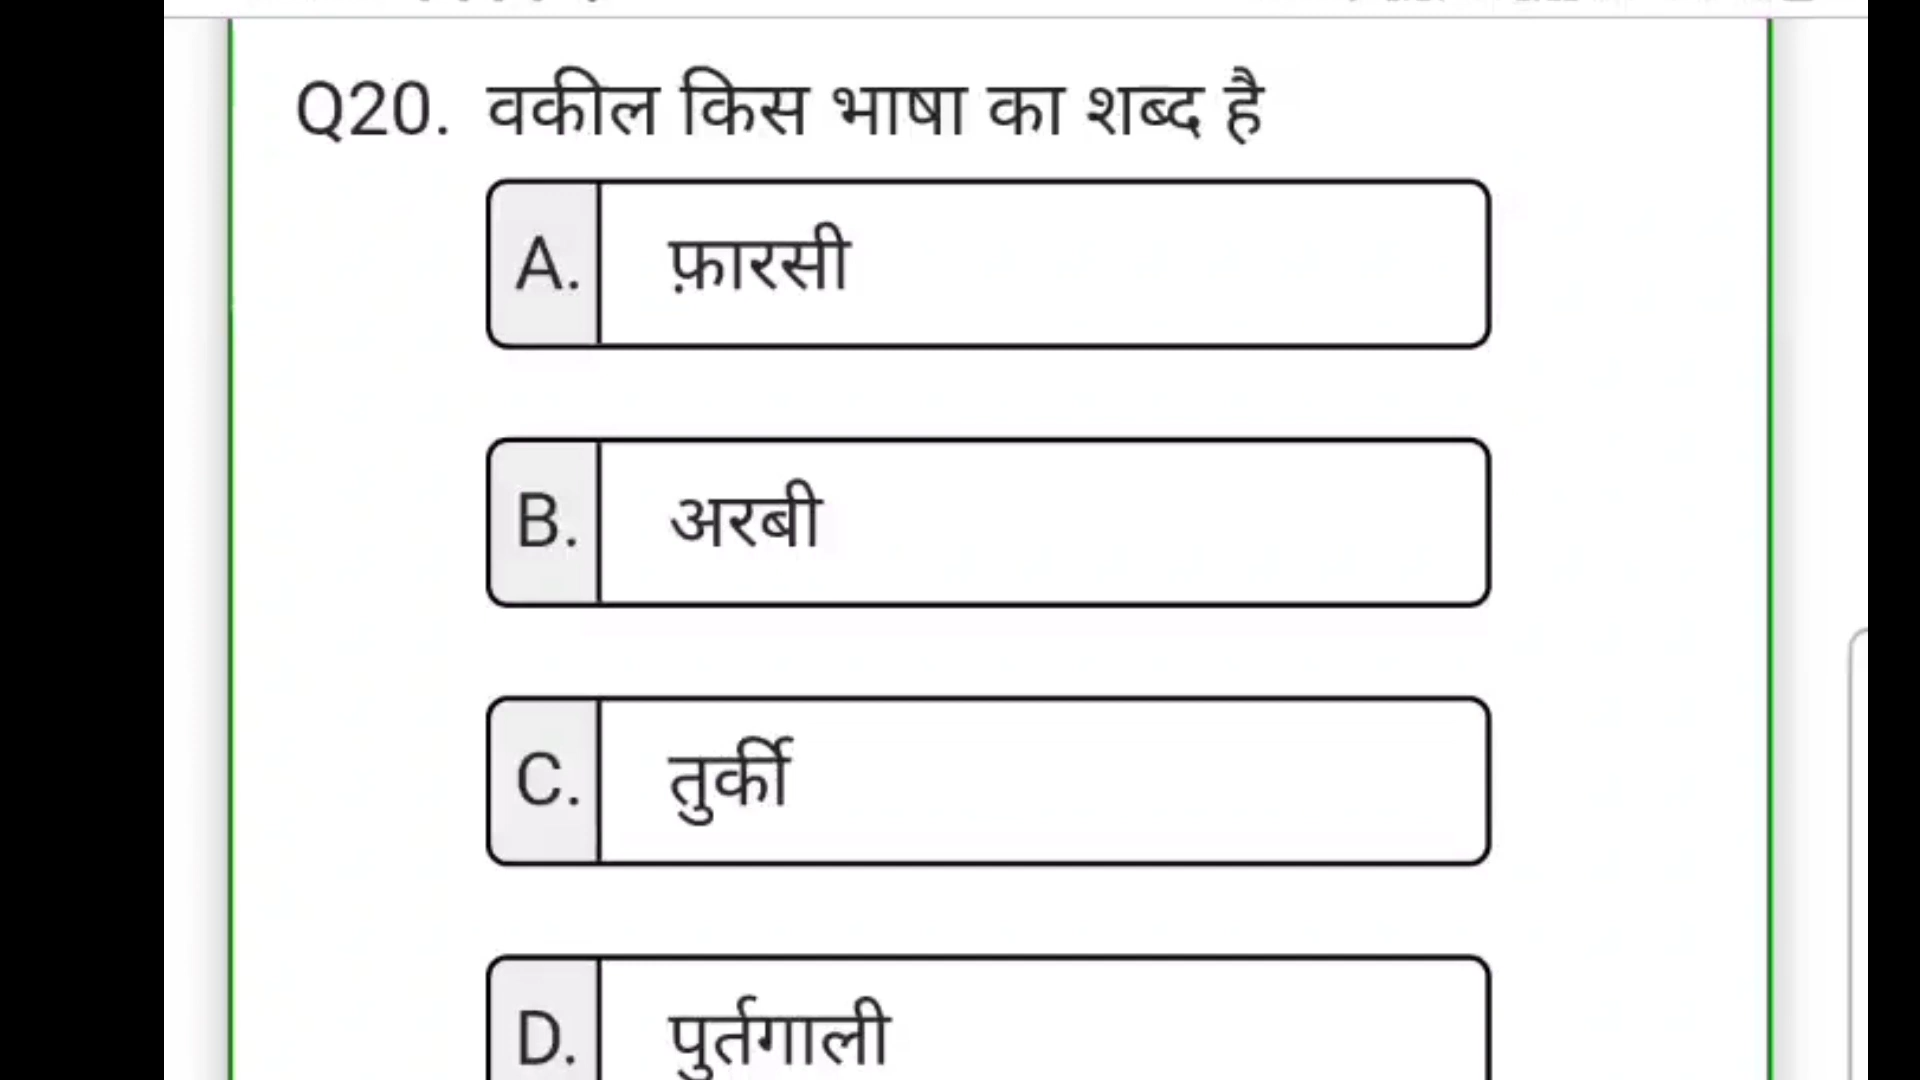 Q20. वकील किस भाषा का शब्द है
A. फ़ारसी
B. अरबी
C. तुर्की
D. पुर्तगाली